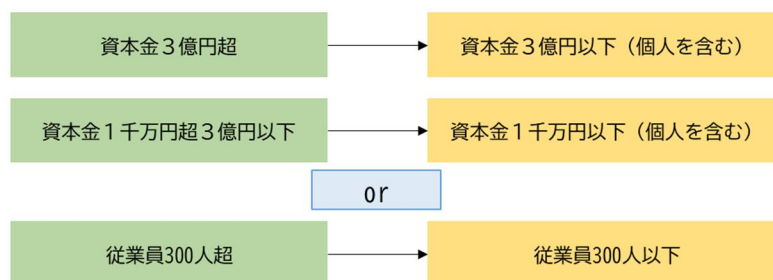 資本金３億円超
資本金３億円以下（個人を含む）
資本金１千万円超３億円以下
資本金１千万円以下（個人を含む）
or
従業員300人超
従業員300人以下